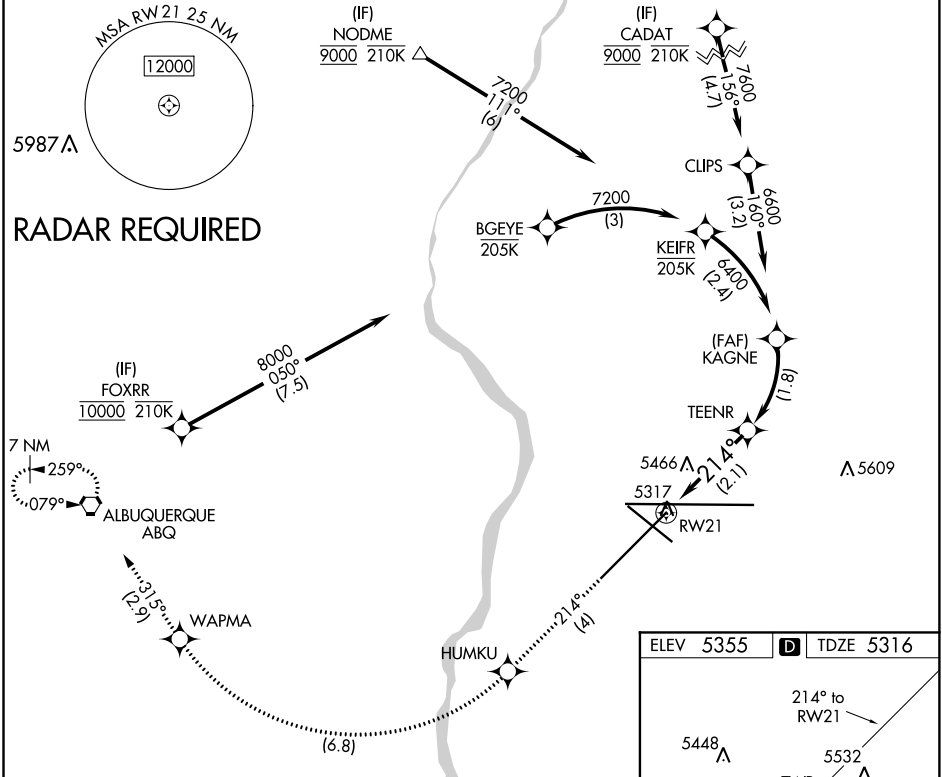 MSA RW 21 25 NM
12000
5987
RADAR REQUIRED
(IF)
NODME
9000 210K
7200
111°
(6)
(IF)
CADAT
9000 210K
7600
156°
(4.7)
CLIPS
6600
160°
(3.2)
BGEYE
205K
7200
(3)
KEIFR
205K
6400
(2.4)
(FAF)
KAGNE
(1.8)
(IF)
FOXRR
10000 210K
8000
050°
(7.5)
TEENR
214°
(2.1)
5466
5609
5317
RW21
7 NM
259°
079°
ALBUQUERQUE
ABQ
315°
(2.9)
WAPMA
(6.8)
HUMKU
214°
(4)
ELEV 5355
D
TDZE 5316
214° to
RW21
5448
5532